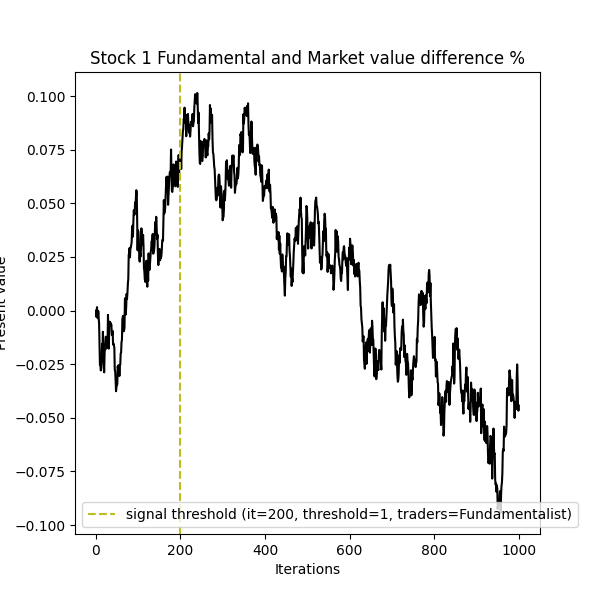 Stock 1 Fundamental and Market value difference %
0.100
0.075
0.050
0.025
0.000
−0.025
−0.050
−0.075
−0.100
Present value
signal threshold (it=200, threshold=1, traders=Fundamentalist)
0 200 400 600 800 1000
Iterations